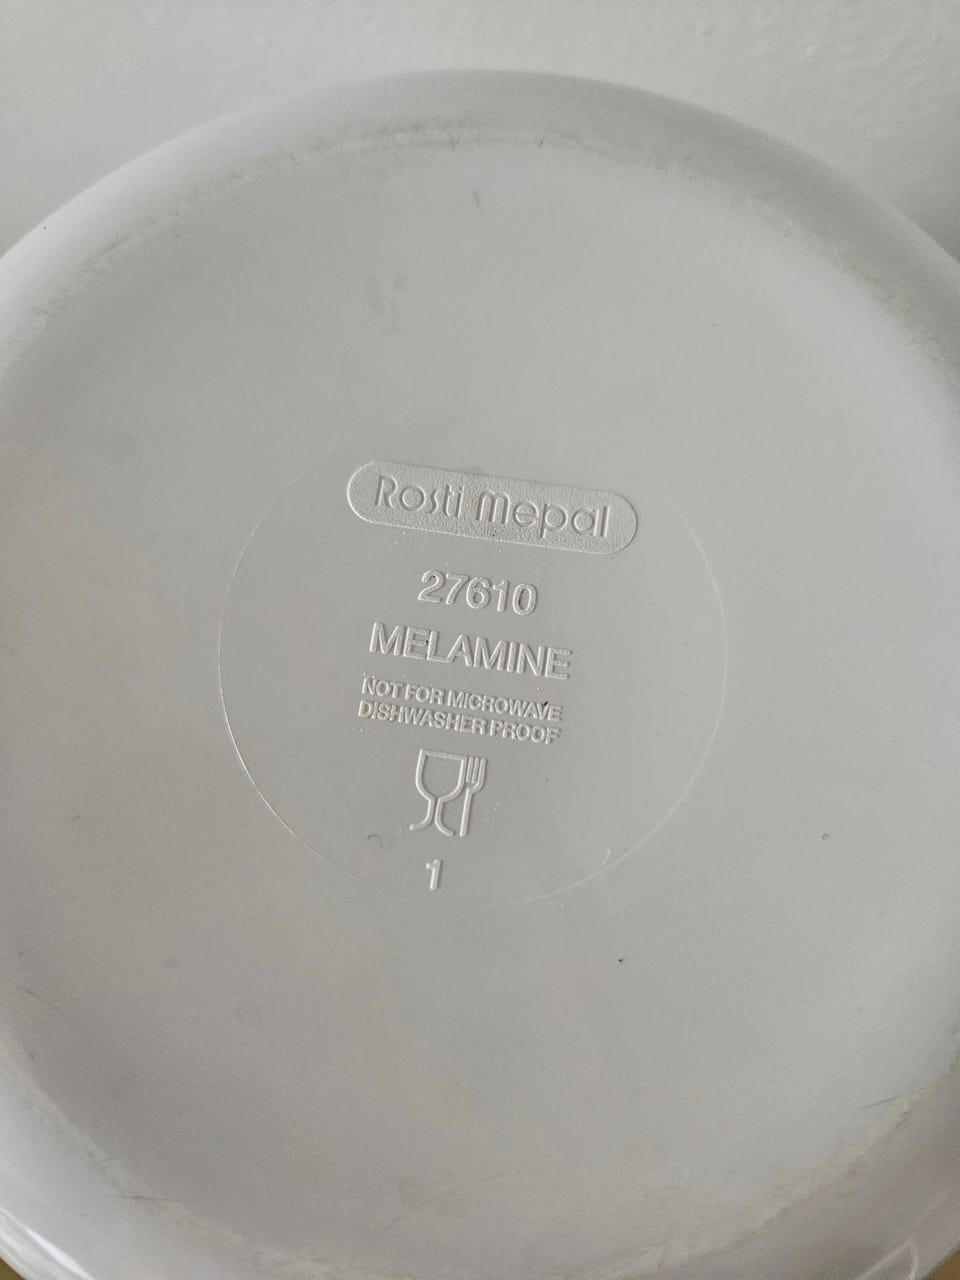 Rosti Mepal
27610
MELAMINE
NOT FOR MICROWAVE
DISHWASHER PROOF
1